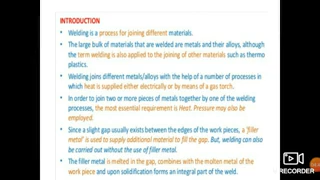 INTRODUCTION
• Welding is a process for joining different materials.
• The large bulk of materials that are welded are metals and their alloys, although
the term welding is also applied to the joining of other materials such as thermo
plastics.
• Welding joins different metals/alloys with the help of a number of processes in
which heat is supplied either electrically or by means of a gas torch.
• In order to join two or more pieces of metals together by one of the welding
processes, the most essential requirement is Heat. Pressure may also be
employed.
• Since a slight gap usually exists between the edges of the work pieces, a "filler
metal" is used to supply additional material to fill the gap. But, welding can also
be carried out without the use of filler metal.
• The filler metal is melted in the gap, combines with the molten metal of the
work piece and upon solidification forms an integral part of the weld.
RECORDER